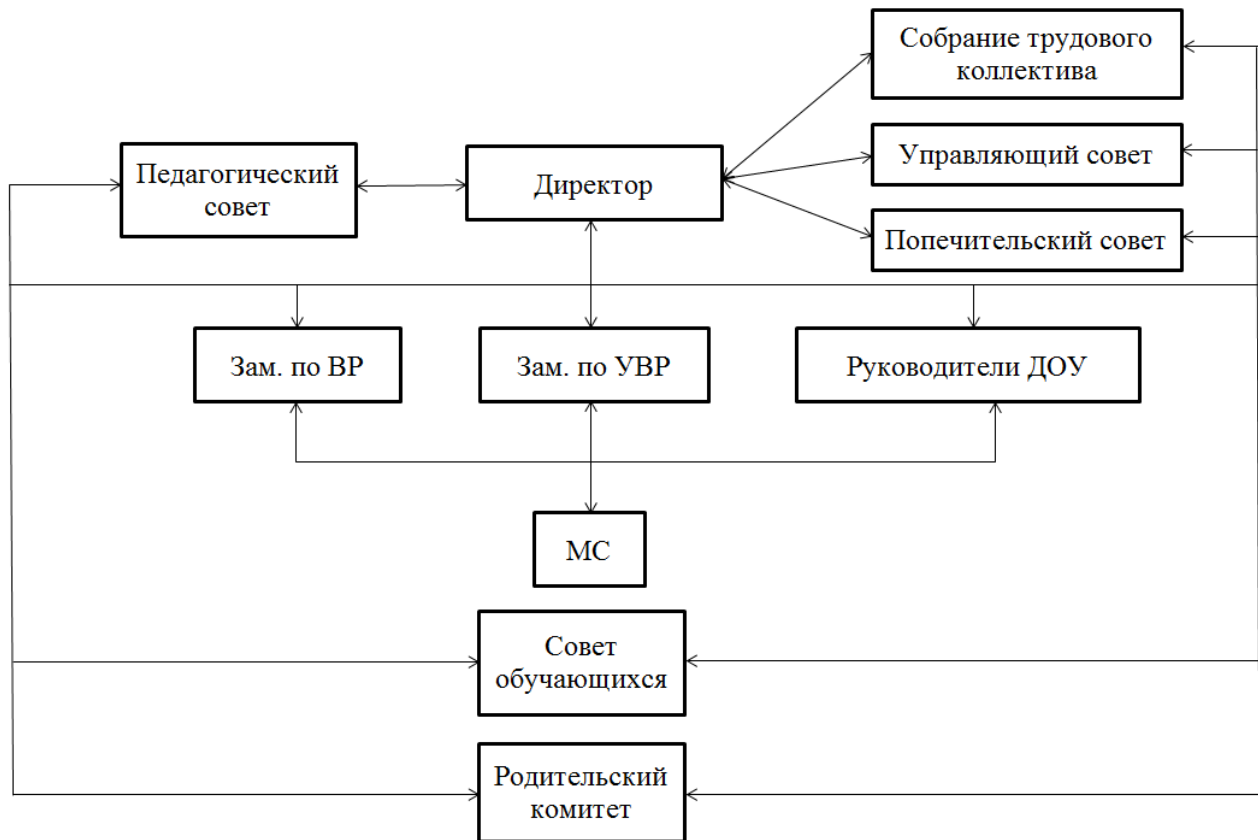 Собрание трудового
коллектива
Педагогический
совет
Директор
Управляющий совет
Попечительский совет
Зам. по ВР
Зам. по УВР
Руководители ДОУ
МС
Совет
обучающихся
Родительский
комитет